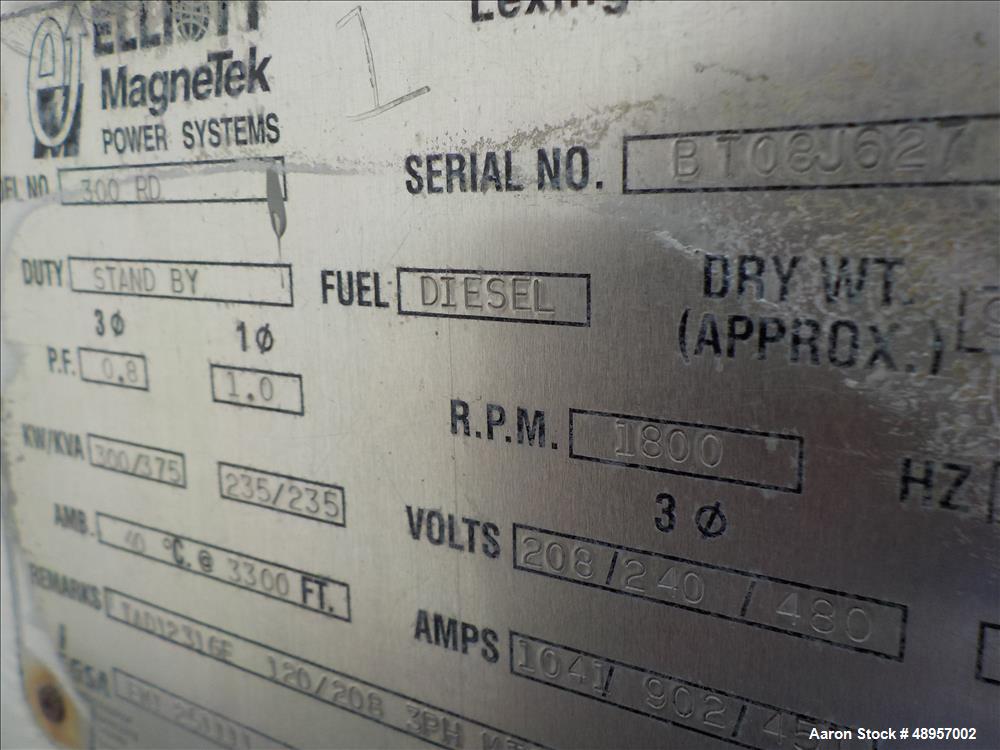 ELLIOTT
MagneTek
POWER SYSTEMS
1
SERIAL NO. BT08J627
300 RD
DUTY STAND BY
FUEL DIESEL
DRY WT.
(APPROX.)
3Ø 1Ø
P.F. 0.8 1.0
R.P.M. 1800
HZ
KW/KVA 300/375 235/235
3Ø
VOLTS 208/240/480
AMB. 40 °C. @ 3300 FT.
AMPS 1041/902/
REMARKS TAD1231GE 120/208 3PH
Aaron Stock # 48957002